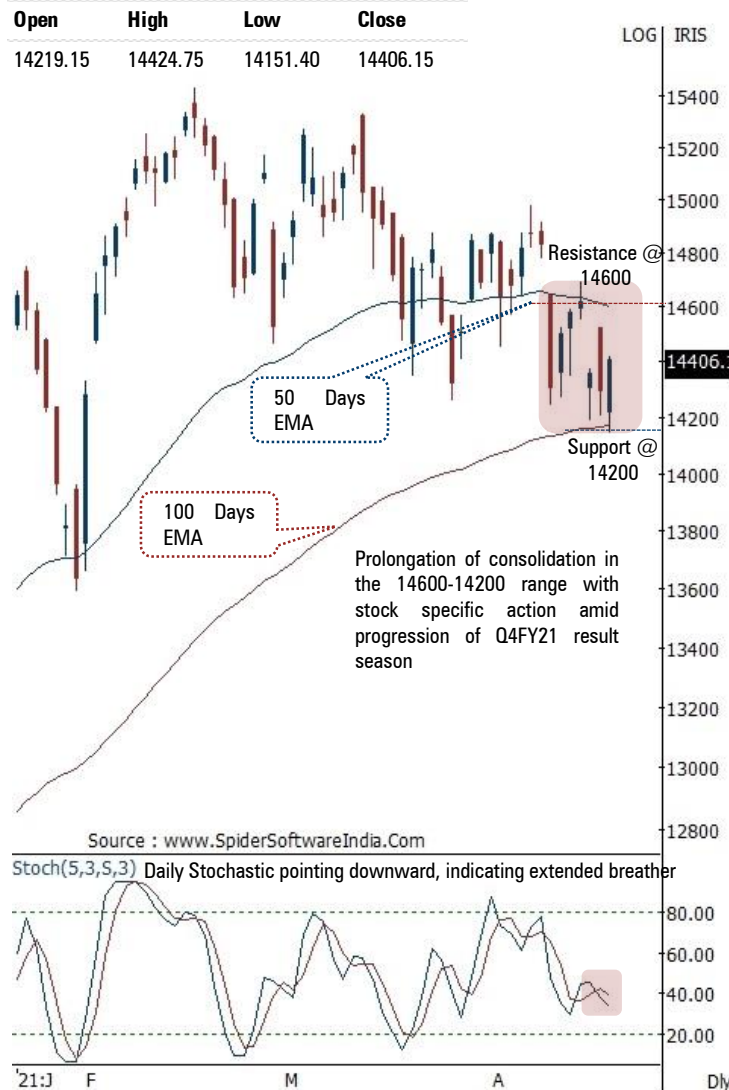 Open High Low Close
14219.15 14424.75 14151.40 14406.15
LOG IRIS
15400
15200
15000
14800
Resistance @
14600
14600
14406.1
50 Days
EMA
14200
Support @
14200
14000
100 Days
EMA
13800
Prolongation of consolidation in
the 14600-14200 range with
stock specific action amid
progression of Q4FY21 result
season
13600
13400
13200
13000
12800
Source : www.SpiderSoftwareIndia.Com
Stoch(5,3,S,3) Daily Stochastic pointing downward, indicating extended breather
80.00
60.00
40.00
20.00
'21:J F M A Dly